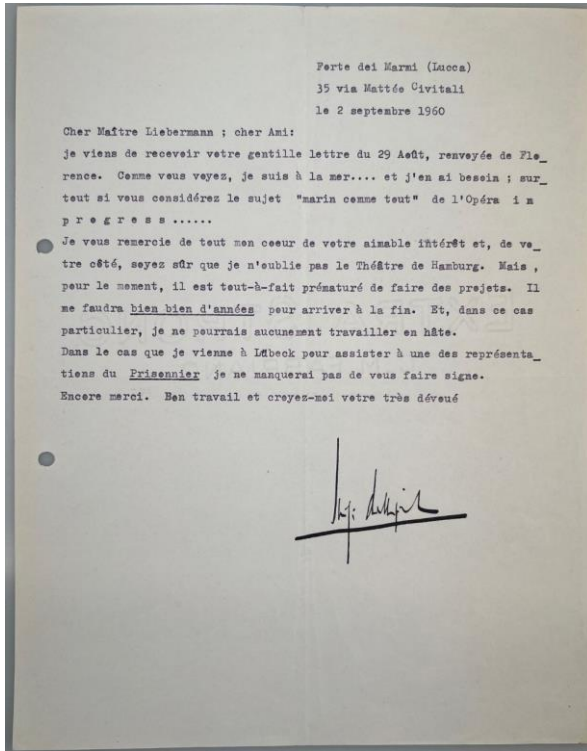 Forte dei Marmi (Lucca)
35 via Mattéo Civitali
le 2 septembre 1960
Cher Maître Liebermann ; cher Ami:
je viens de recevoir votre gentille lettre du 29 Août, renvoyée de Flo_
rence. Comme vous voyez, je suis à la mer.... et j'en ai besoin ; sur_
tout si vous considérez le sujet "marin comme tout" de l'Opéra i n
p r o g r e s s ......
Je vous remercie de tout mon coeur de votre aimable intérêt et, de vo_
tre côté, soyez sûr que je n'oublie pas le Théâtre de Hamburg. Mais ,
pour le moment, il est tout-à-fait prématuré de faire des projets. Il
me faudra bien bien d'années pour arriver à la fin. Et, dans ce cas
particulier, je ne pourrais aucunement travailler en hâte.
Dans le cas que je vienne à Lübeck pour assister à une des représenta_
tions du Prisonnier je ne manquerai pas de vous faire signe.
Encore merci. Bon travail et croyez-moi votre très dévoué